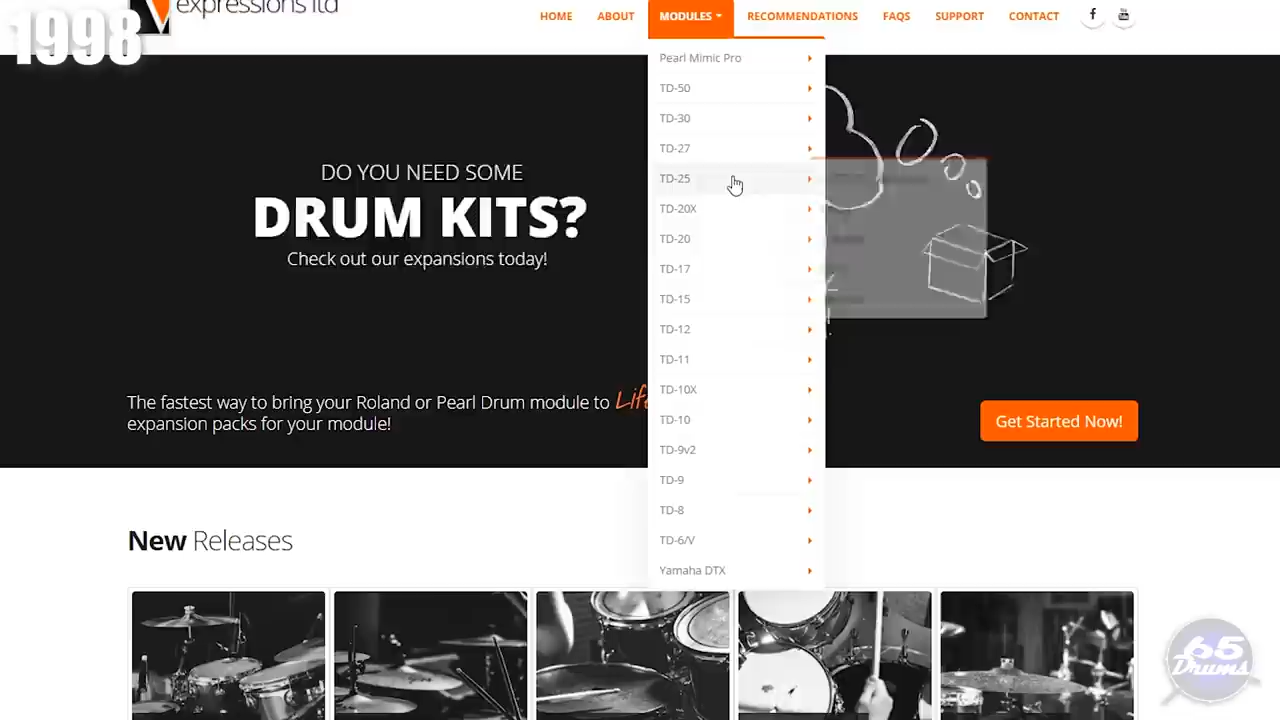 expressions ltd
1998
HOME ABOUT MODULES RECOMMENDATIONS FAQS SUPPORT CONTACT
Pearl Mimic Pro
TD-50
TD-30
TD-27
TD-25
TD-20X
TD-20
TD-17
TD-15
TD-12
TD-11
TD-10X
TD-10
TD-9v2
TD-9
TD-8
TD-6/V
Yamaha DTX
DO YOU NEED SOME
DRUM KITS?
Check out our expansions today!
The fastest way to bring your Roland or Pearl Drum module to
expansion packs for your module!
Get Started Now!
New Releases
65
Drums